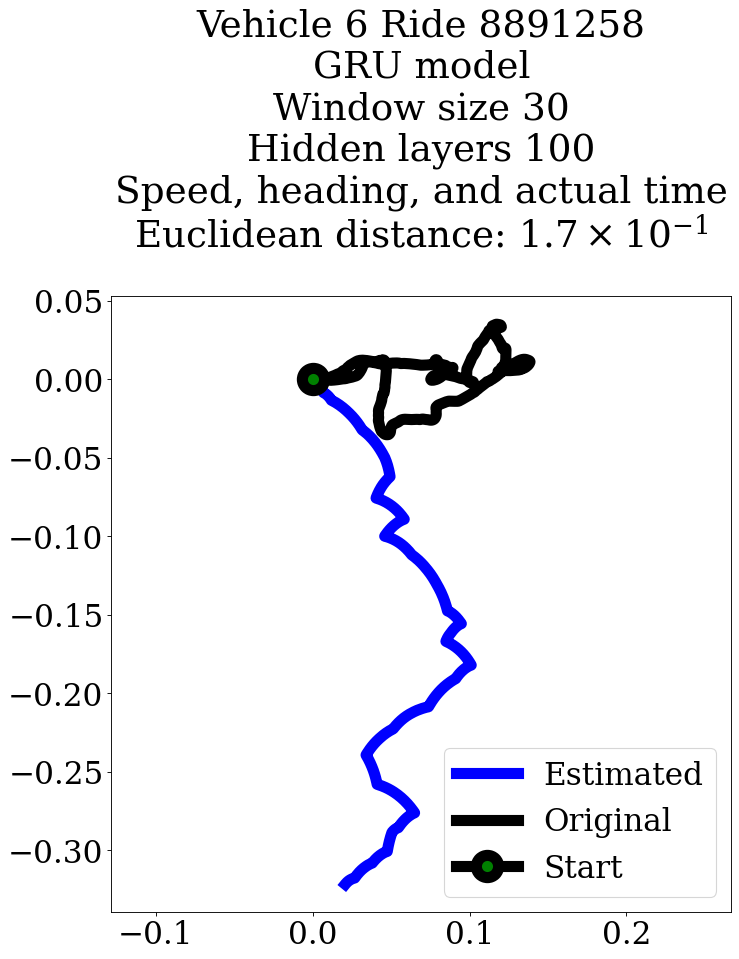 Vehicle 6 Ride 8891258
GRU model
Window size 30
Hidden layers 100
Speed, heading, and actual time
Euclidean distance: 1.7 × 10⁻¹
0.05
0.00
−0.05
−0.10
−0.15
−0.20
−0.25
−0.30
Estimated
Original
Start
−0.1
0.0
0.1
0.2